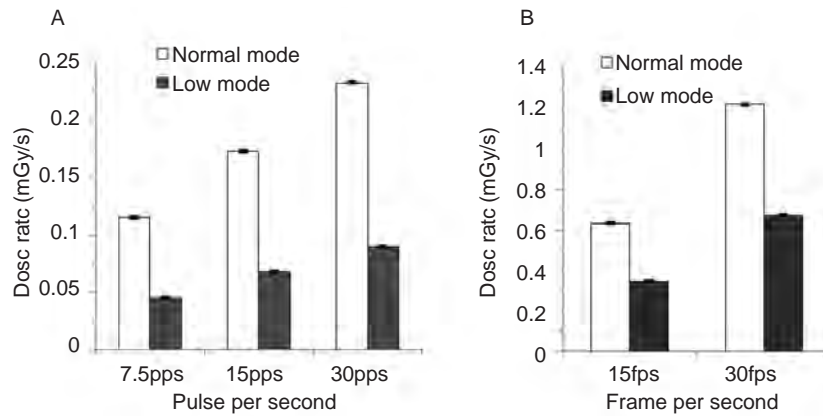 A
Normal mode
Low mode
0.25
0.2
0.15
0.1
0.05
0
Dosc ratc (mGy/s)
7.5pps 15pps 30pps
Pulse per second
B
Normal mode
Low mode
1.4
1.2
1
0.8
0.6
0.4
0.2
0
Dosc ratc (mGy/s)
15fps 30fps
Frame per second